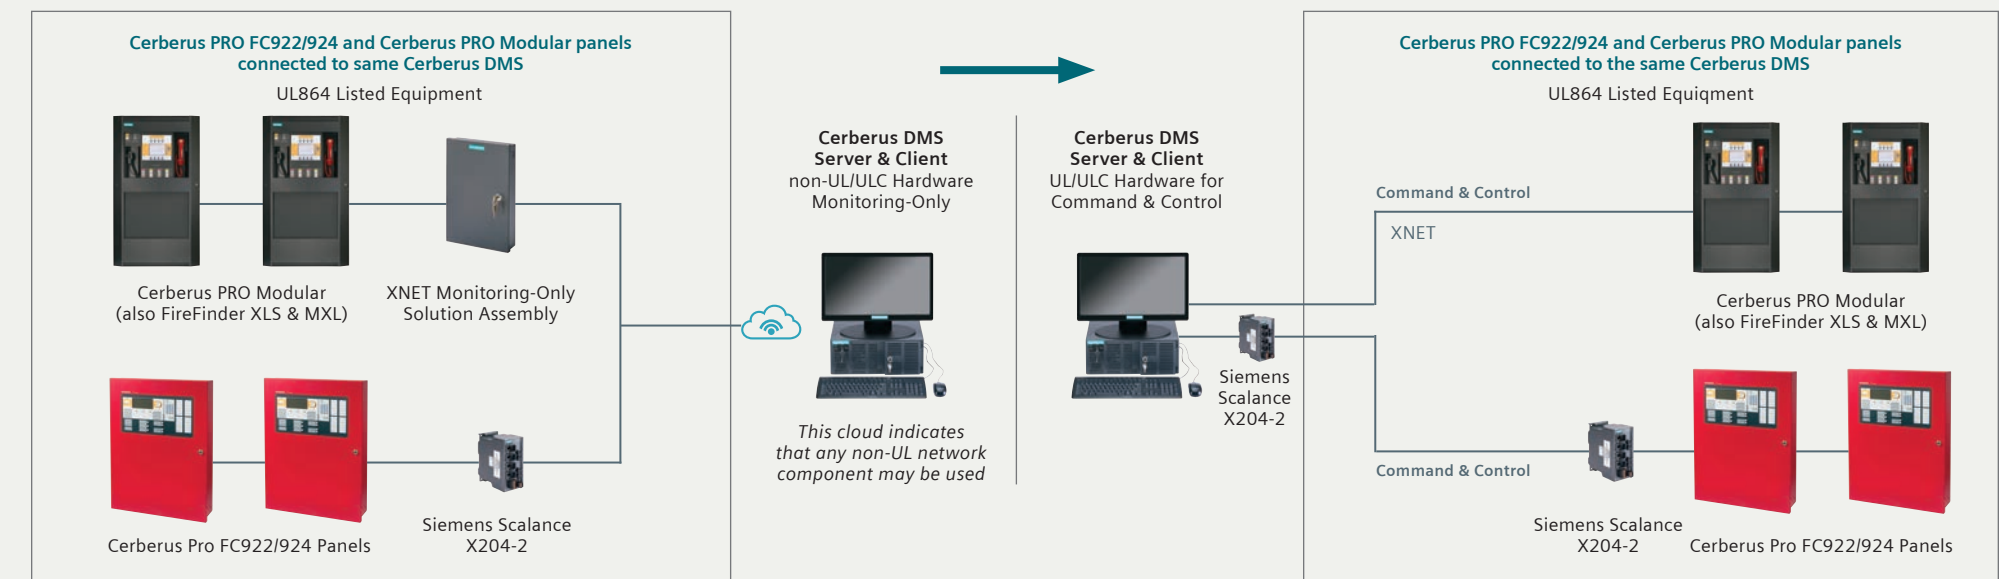 Cerberus PRO FC922/924 and Cerberus PRO Modular panels
connected to same Cerberus DMS
UL864 Listed Equipment
Cerberus PRO Modular
(also FireFinder XLS & MXL)
XNET Monitoring-Only
Solution Assembly
Cerberus Pro FC922/924 Panels
Siemens Scalance
X204-2
Cerberus DMS
Server & Client
non-UL/ULC Hardware
Monitoring-Only
This cloud indicates
that any non-UL network
component may be used
Cerberus DMS
Server & Client
UL/ULC Hardware for
Command & Control
Siemens
Scalance
X204-2
Cerberus PRO FC922/924 and Cerberus PRO Modular panels
connected to the same Cerberus DMS
UL864 Listed Equiqment
Command & Control
XNET
Cerberus PRO Modular
(also FireFinder XLS & MXL)
Command & Control
Siemens Scalance
X204-2
Cerberus Pro FC922/924 Panels